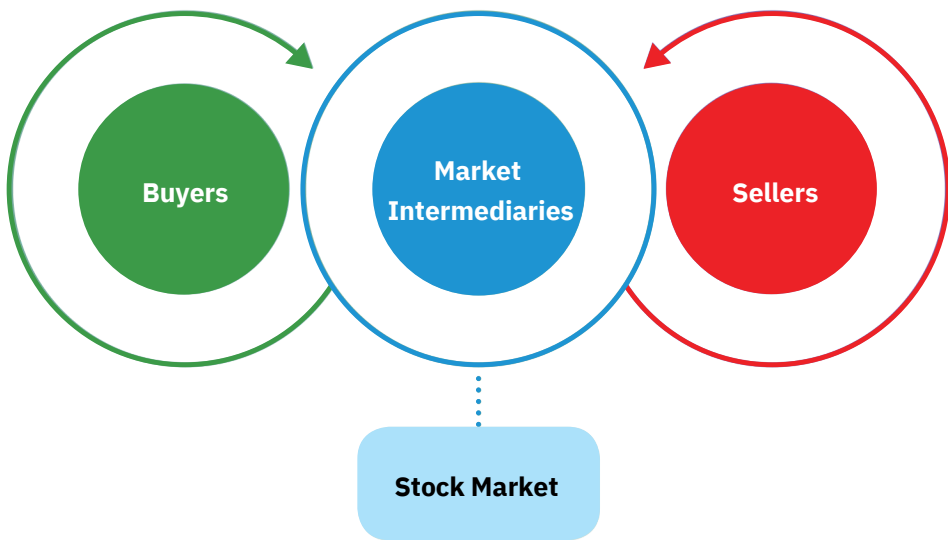 Buyers
Market
Intermediaries
Sellers
Stock Market